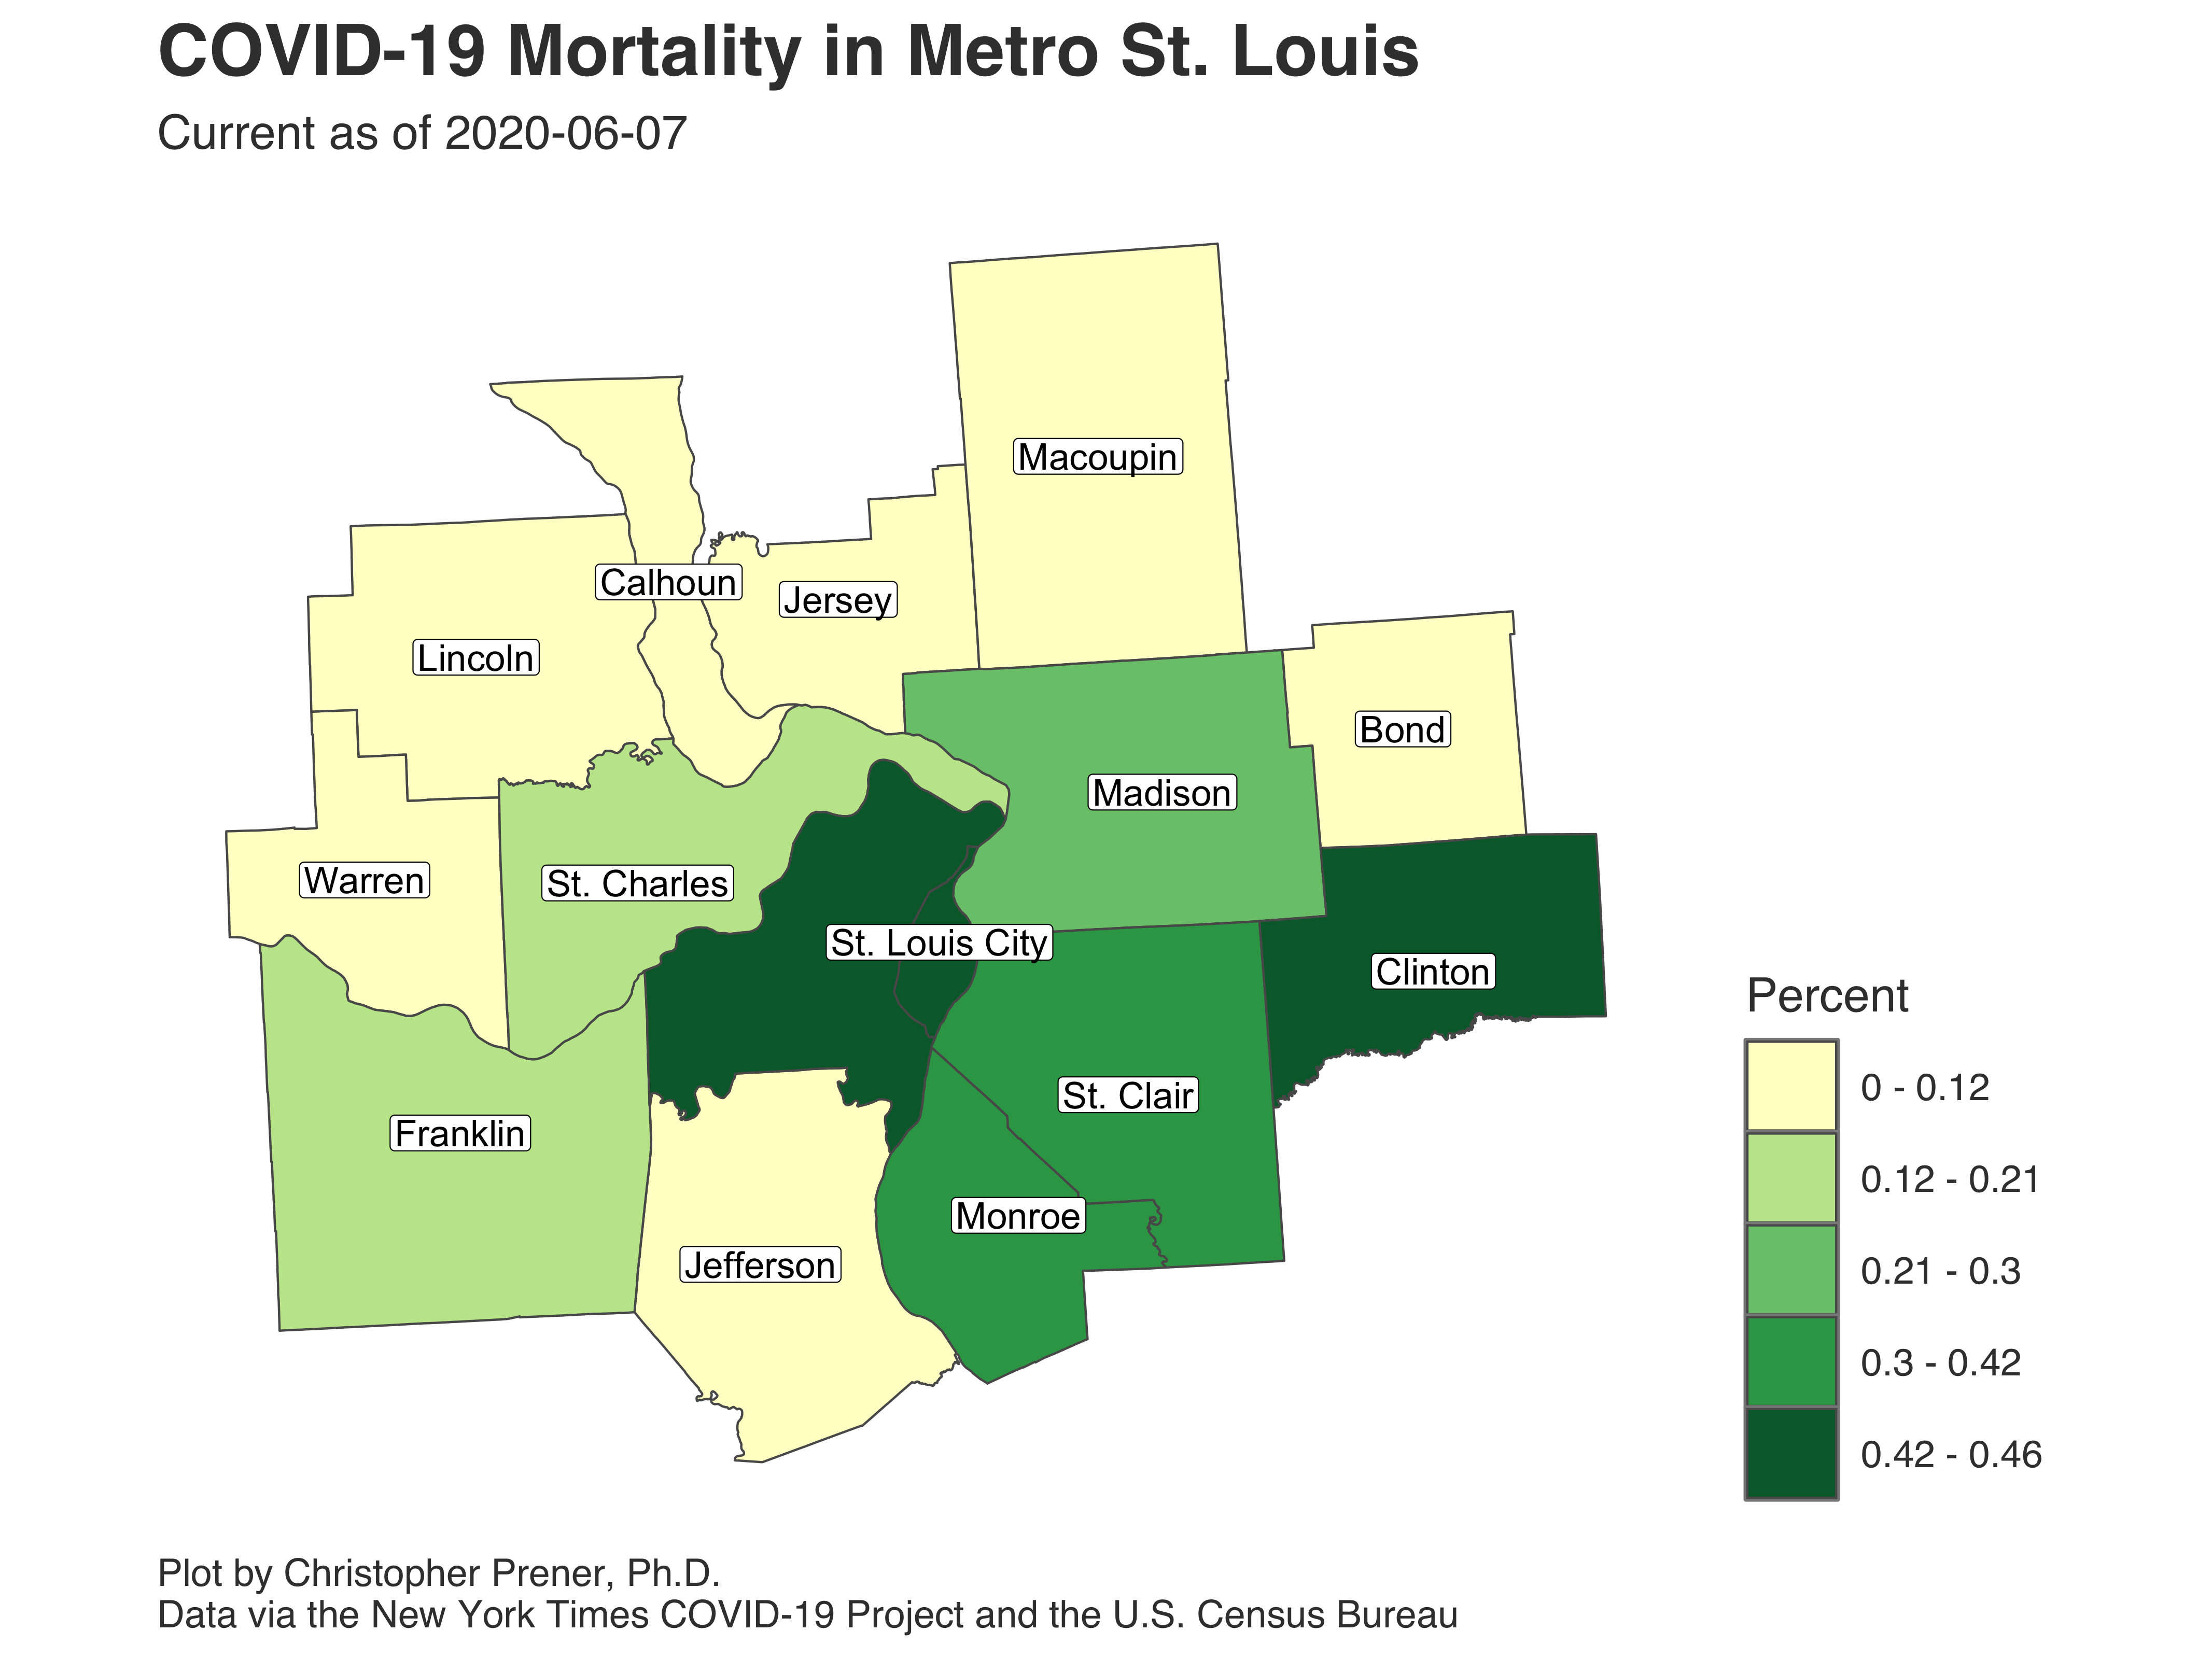 COVID-19 Mortality in Metro St. Louis
Current as of 2020-06-07
Macoupin
Calhoun
Jersey
Lincoln
Bond
Madison
Warren
St. Charles
St. Louis City
Clinton
St. Clair
Franklin
Monroe
Jefferson
Percent
0 - 0.12
0.12 - 0.21
0.21 - 0.3
0.3 - 0.42
0.42 - 0.46
Plot by Christopher Prener, Ph.D.
Data via the New York Times COVID-19 Project and the U.S. Census Bureau